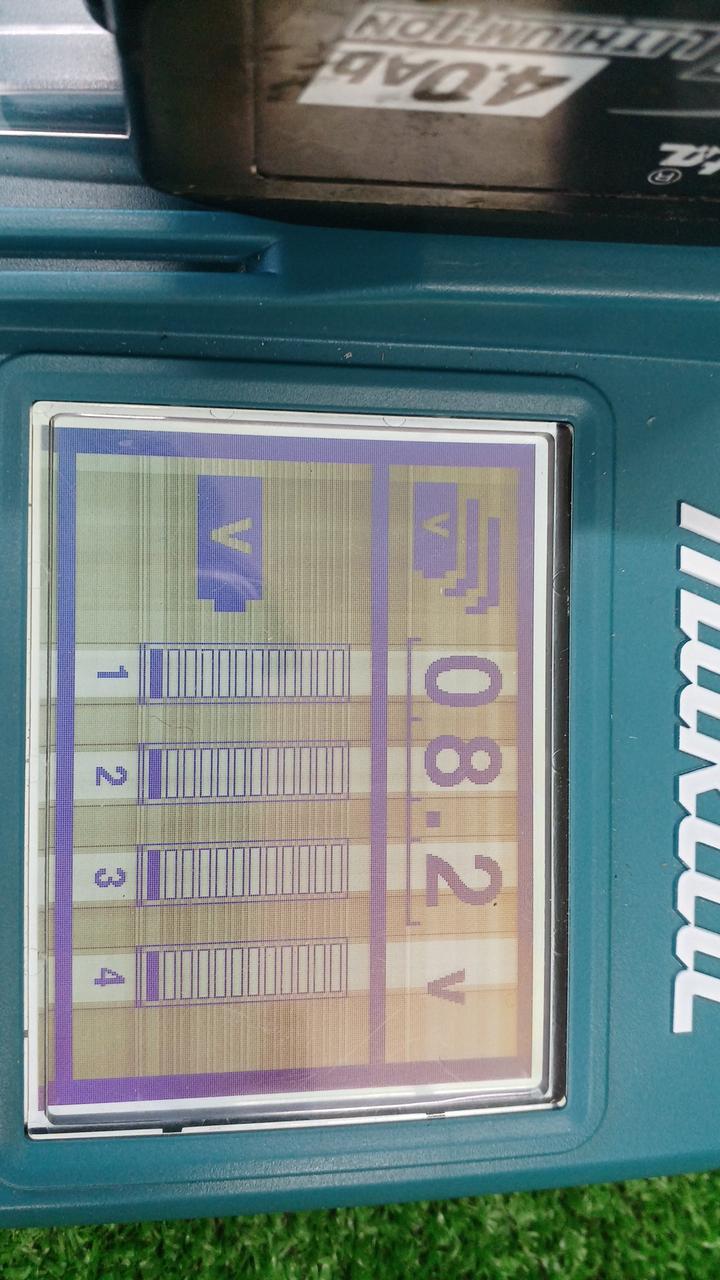 makita
V 08.2 V
V
1 2 3 4
LITHIUM-ION
4.0Ah
®